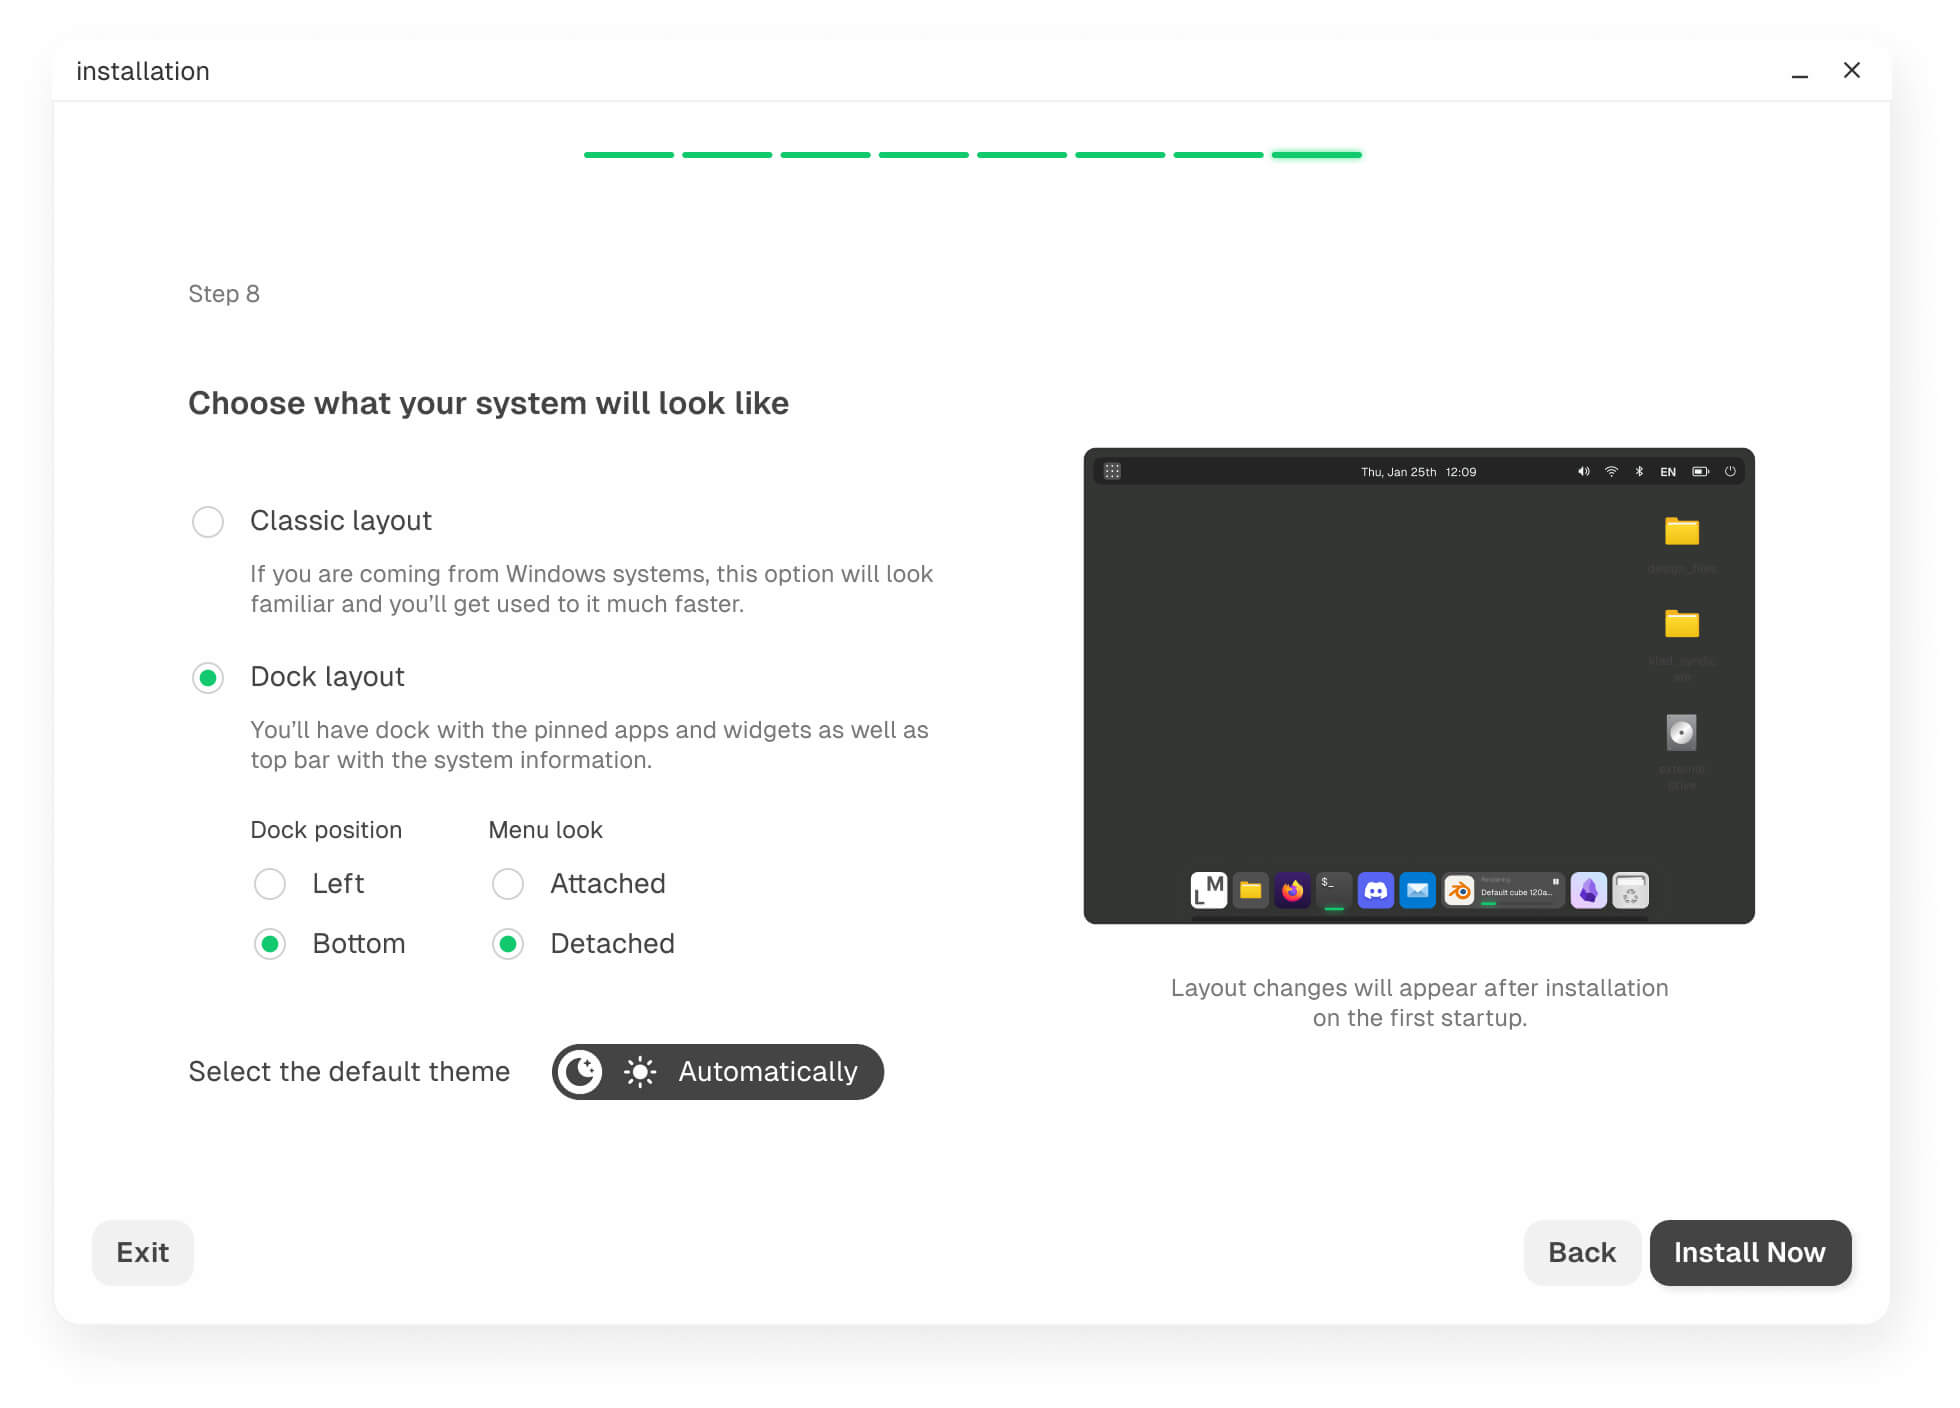 installation
Step 8
Choose what your system will look like
Classic layout
If you are coming from Windows systems, this option will look
familiar and you’ll get used to it much faster.
Dock layout
You’ll have dock with the pinned apps and widgets as well as
top bar with the system information.
Dock position
Menu look
Left
Attached
Bottom
Detached
Select the default theme
Automatically
Thu, Jan 25th 12:09
EN
design_files
external
drive
L M
$_
Rendering
Default cube 120a...
Layout changes will appear after installation
on the first startup.
Exit
Back
Install Now